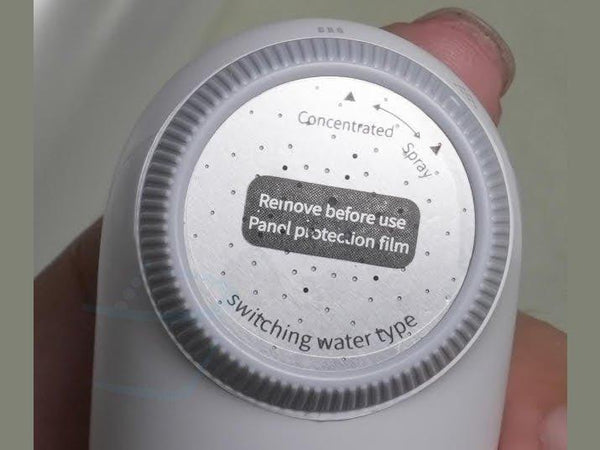 Concentrated
Spray
Remove before use
Panel protection film
switching water type